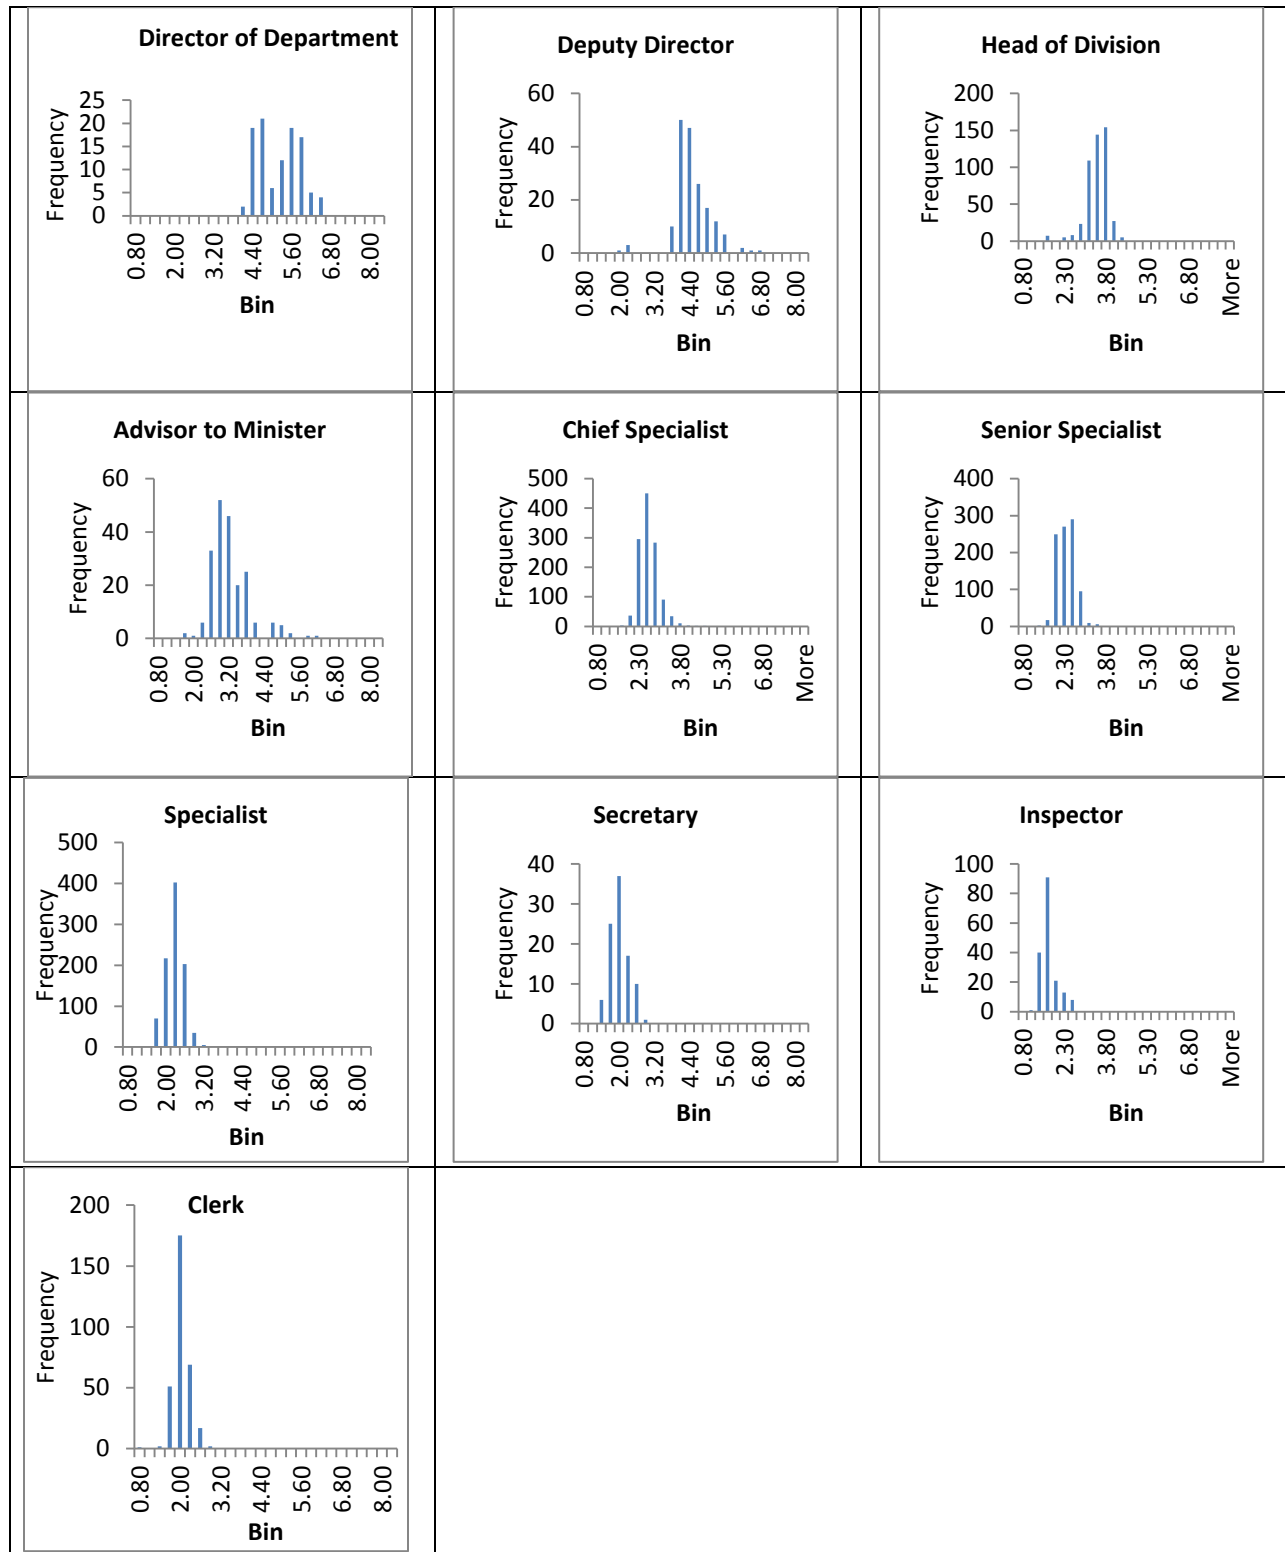 Director of Department
Frequency
25
20
15
10
5
0
0.80 2.00 3.20 4.40 5.60 6.80 8.00
Bin
Deputy Director
Frequency
60
40
20
0
0.80 2.00 3.20 4.40 5.60 6.80 8.00
Bin
Head of Division
Frequency
200
150
100
50
0
0.80 2.30 3.80 5.30 6.80 More
Bin
Advisor to Minister
Frequency
60
40
20
0
0.80 2.00 3.20 4.40 5.60 6.80 8.00
Bin
Chief Specialist
Frequency
500
400
300
200
100
0
0.80 2.30 3.80 5.30 6.80 More
Bin
Senior Specialist
Frequency
400
300
200
100
0
0.80 2.30 3.80 5.30 6.80 More
Bin
Specialist
Frequency
500
400
300
200
100
0
0.80 2.00 3.20 4.40 5.60 6.80 8.00
Bin
Secretary
Frequency
40
30
20
10
0
0.80 2.00 3.20 4.40 5.60 6.80 8.00
Bin
Inspector
Frequency
100
80
60
40
20
0
0.80 2.30 3.80 5.30 6.80 More
Bin
Clerk
Frequency
200
150
100
50
0
0.80 2.00 3.20 4.40 5.60 6.80 8.00
Bin